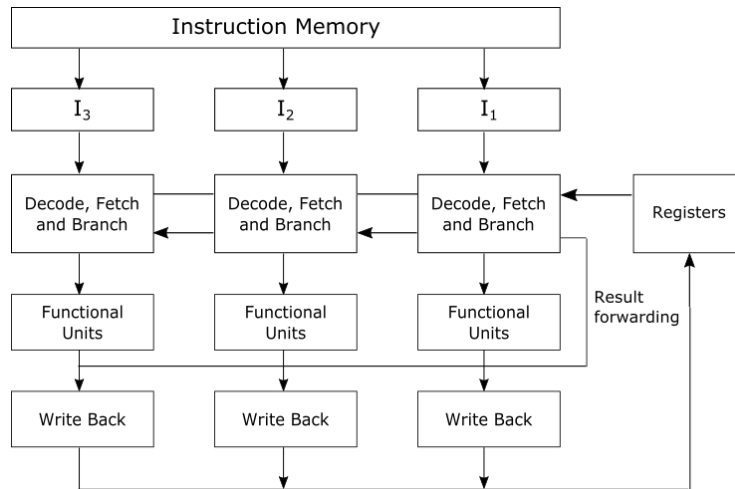 Instruction Memory
I₃
I₂
I₁
Decode, Fetch
and Branch
Decode, Fetch
and Branch
Decode, Fetch
and Branch
Registers
Functional
Units
Functional
Units
Functional
Units
Result
forwarding
Write Back
Write Back
Write Back